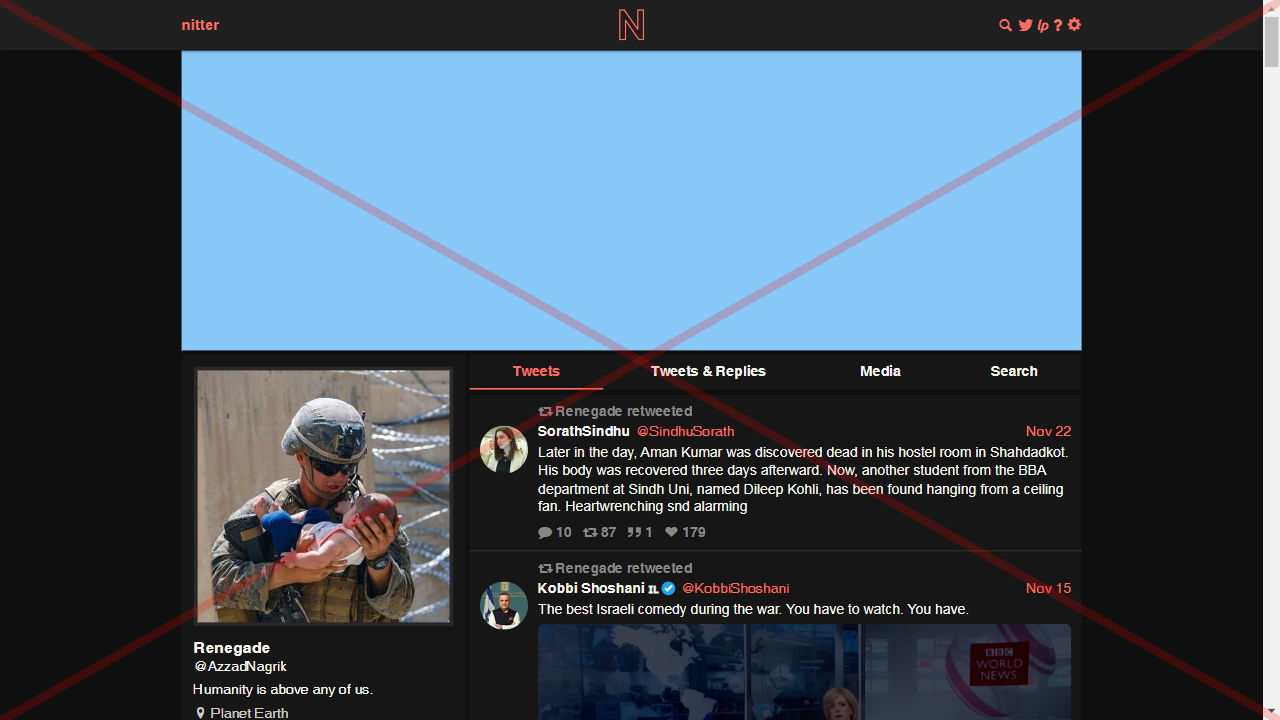 nitter
N
lp ?
Tweets
Tweets & Replies
Media
Search
Renegade retweeted
SorathSindhu @SindhuSorath Nov 22
Later in the day, Aman Kumar was discovered dead in his hostel room in Shahdadkot.
His body was recovered three days afterward. Now, another student from the BBA
department at Sindh Uni, named Dileep Kohli, has been found hanging from a ceiling
fan. Heartwrenching snd alarming
10 87 1 179
Renegade retweeted
Kobbi Shoshani IL @KobbiShoshani Nov 15
The best Israeli comedy during the war. You have to watch. You have.
BBC
WORLD
NEWS
Renegade
@AzzadNagrik
Humanity is above any of us.
Planet Earth